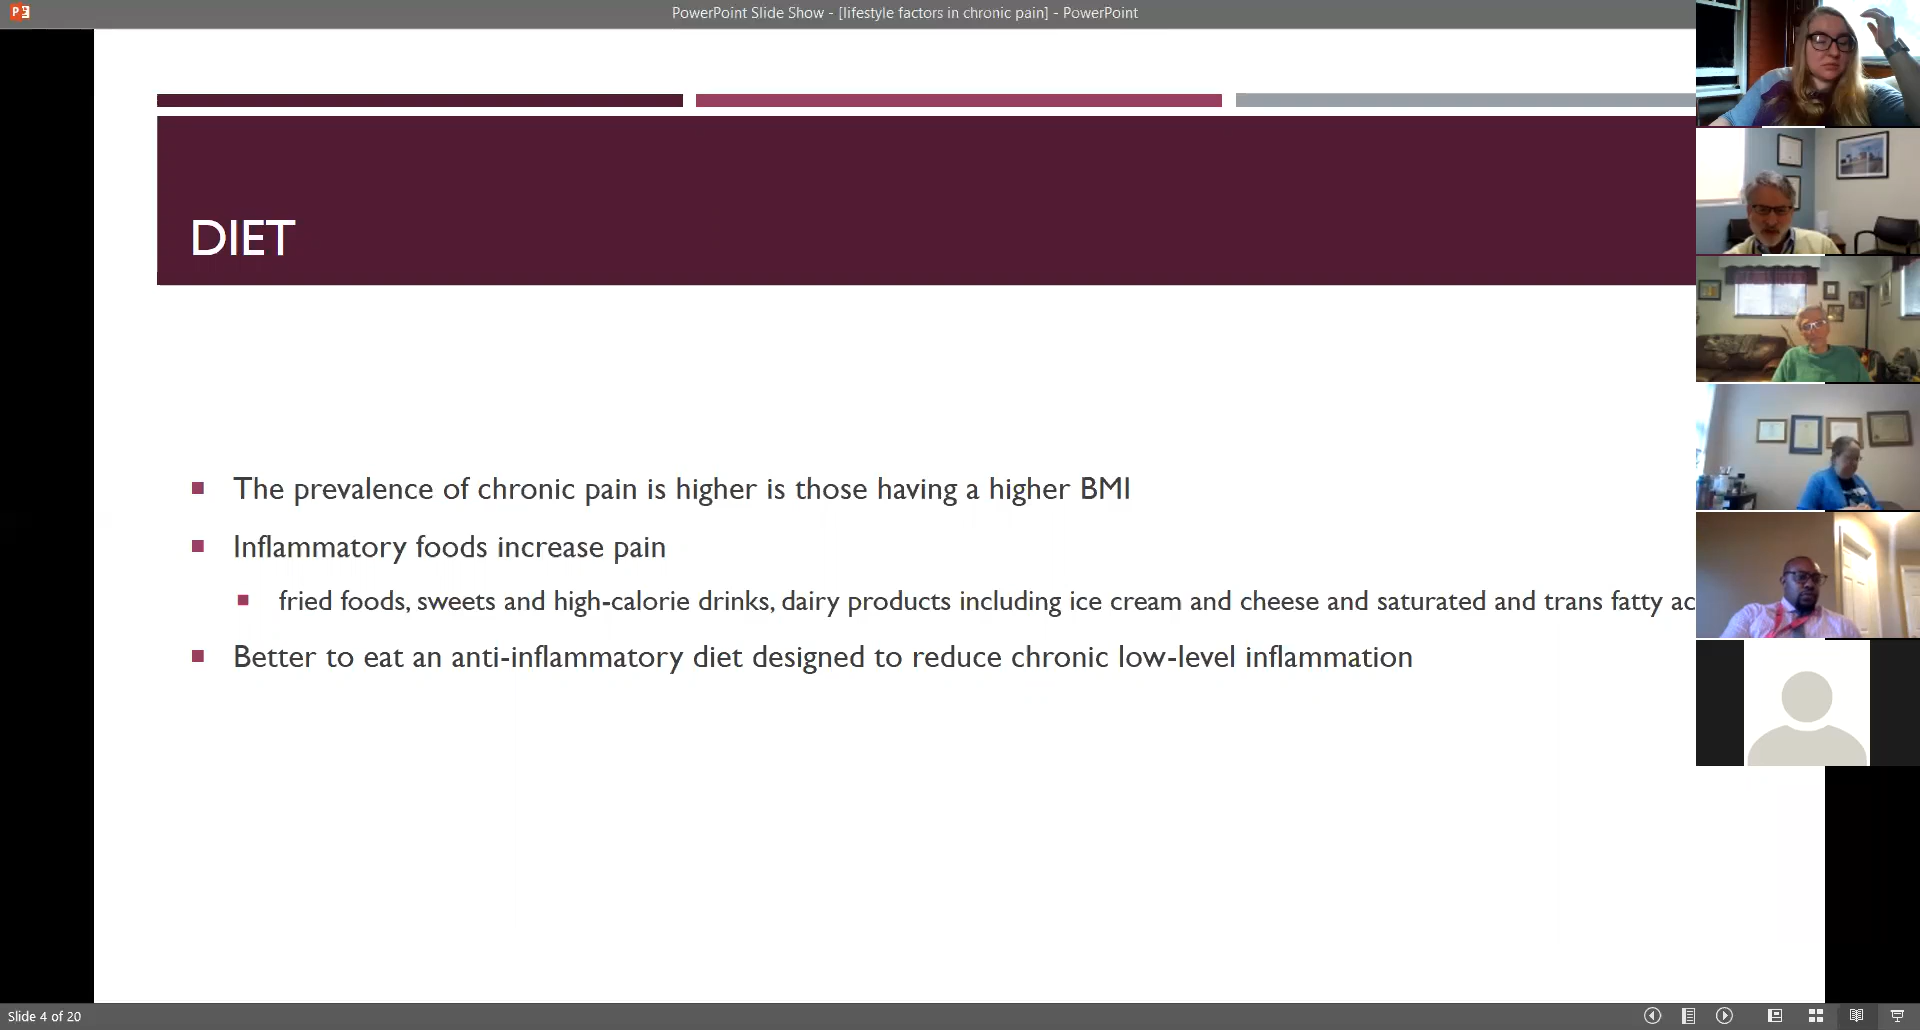 PowerPoint Slide Show - [lifestyle factors in chronic pain] - PowerPoint
DIET
The prevalence of chronic pain is higher is those having a higher BMI
Inflammatory foods increase pain
fried foods, sweets and high-calorie drinks, dairy products including ice cream and cheese and saturated and trans fatty ac
Better to eat an anti-inflammatory diet designed to reduce chronic low-level inflammation
Slide 4 of 20